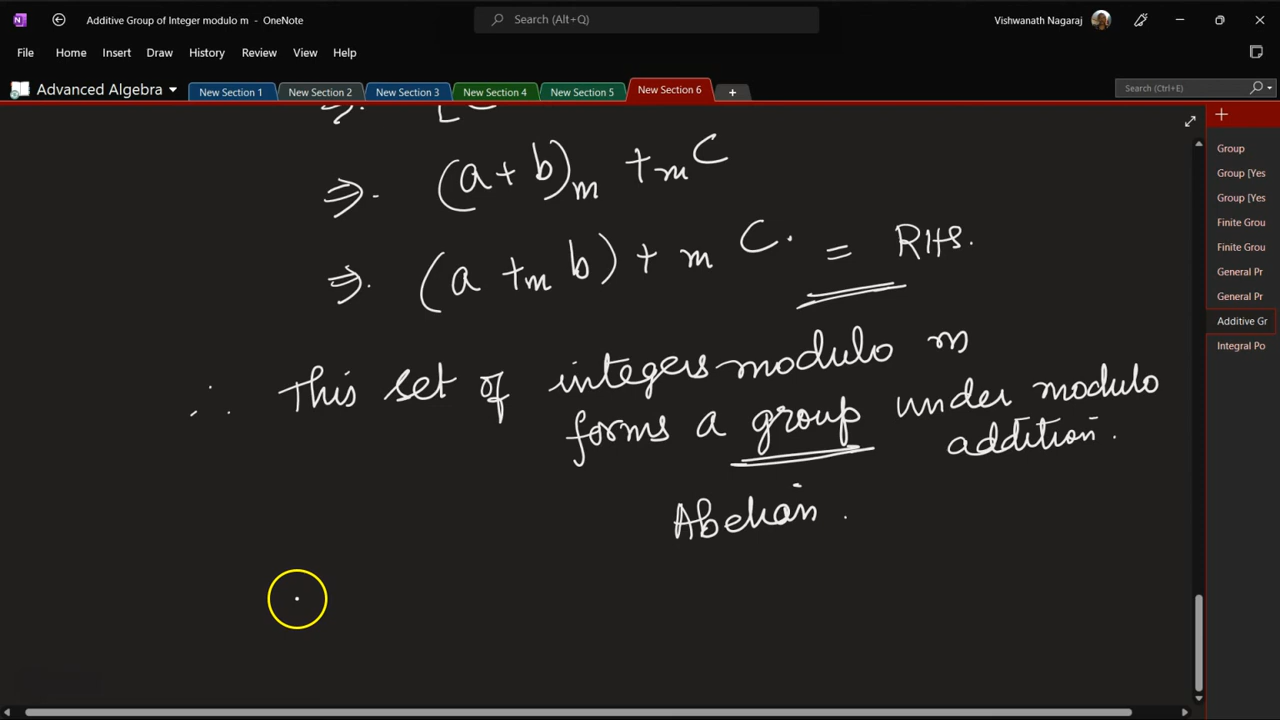 Additive Group of Integer modulo m - OneNote
Search (Alt+Q)
Vishwanath Nagaraj
File Home Insert Draw History Review View Help
Advanced Algebra
New Section 1 New Section 2 New Section 3 New Section 4 New Section 5 New Section 6 +
Search (Ctrl+E)
⇒. (a + b)m +m C
⇒. (a +m b) + m C. = RHS.
∴ This set of integers modulo m
forms a group under modulo
addition.
Abelian.
Group
Group [Yes
Group [Yes
Finite Grou
Finite Grou
General Pr
General Pr
Additive Gr
Integral Po